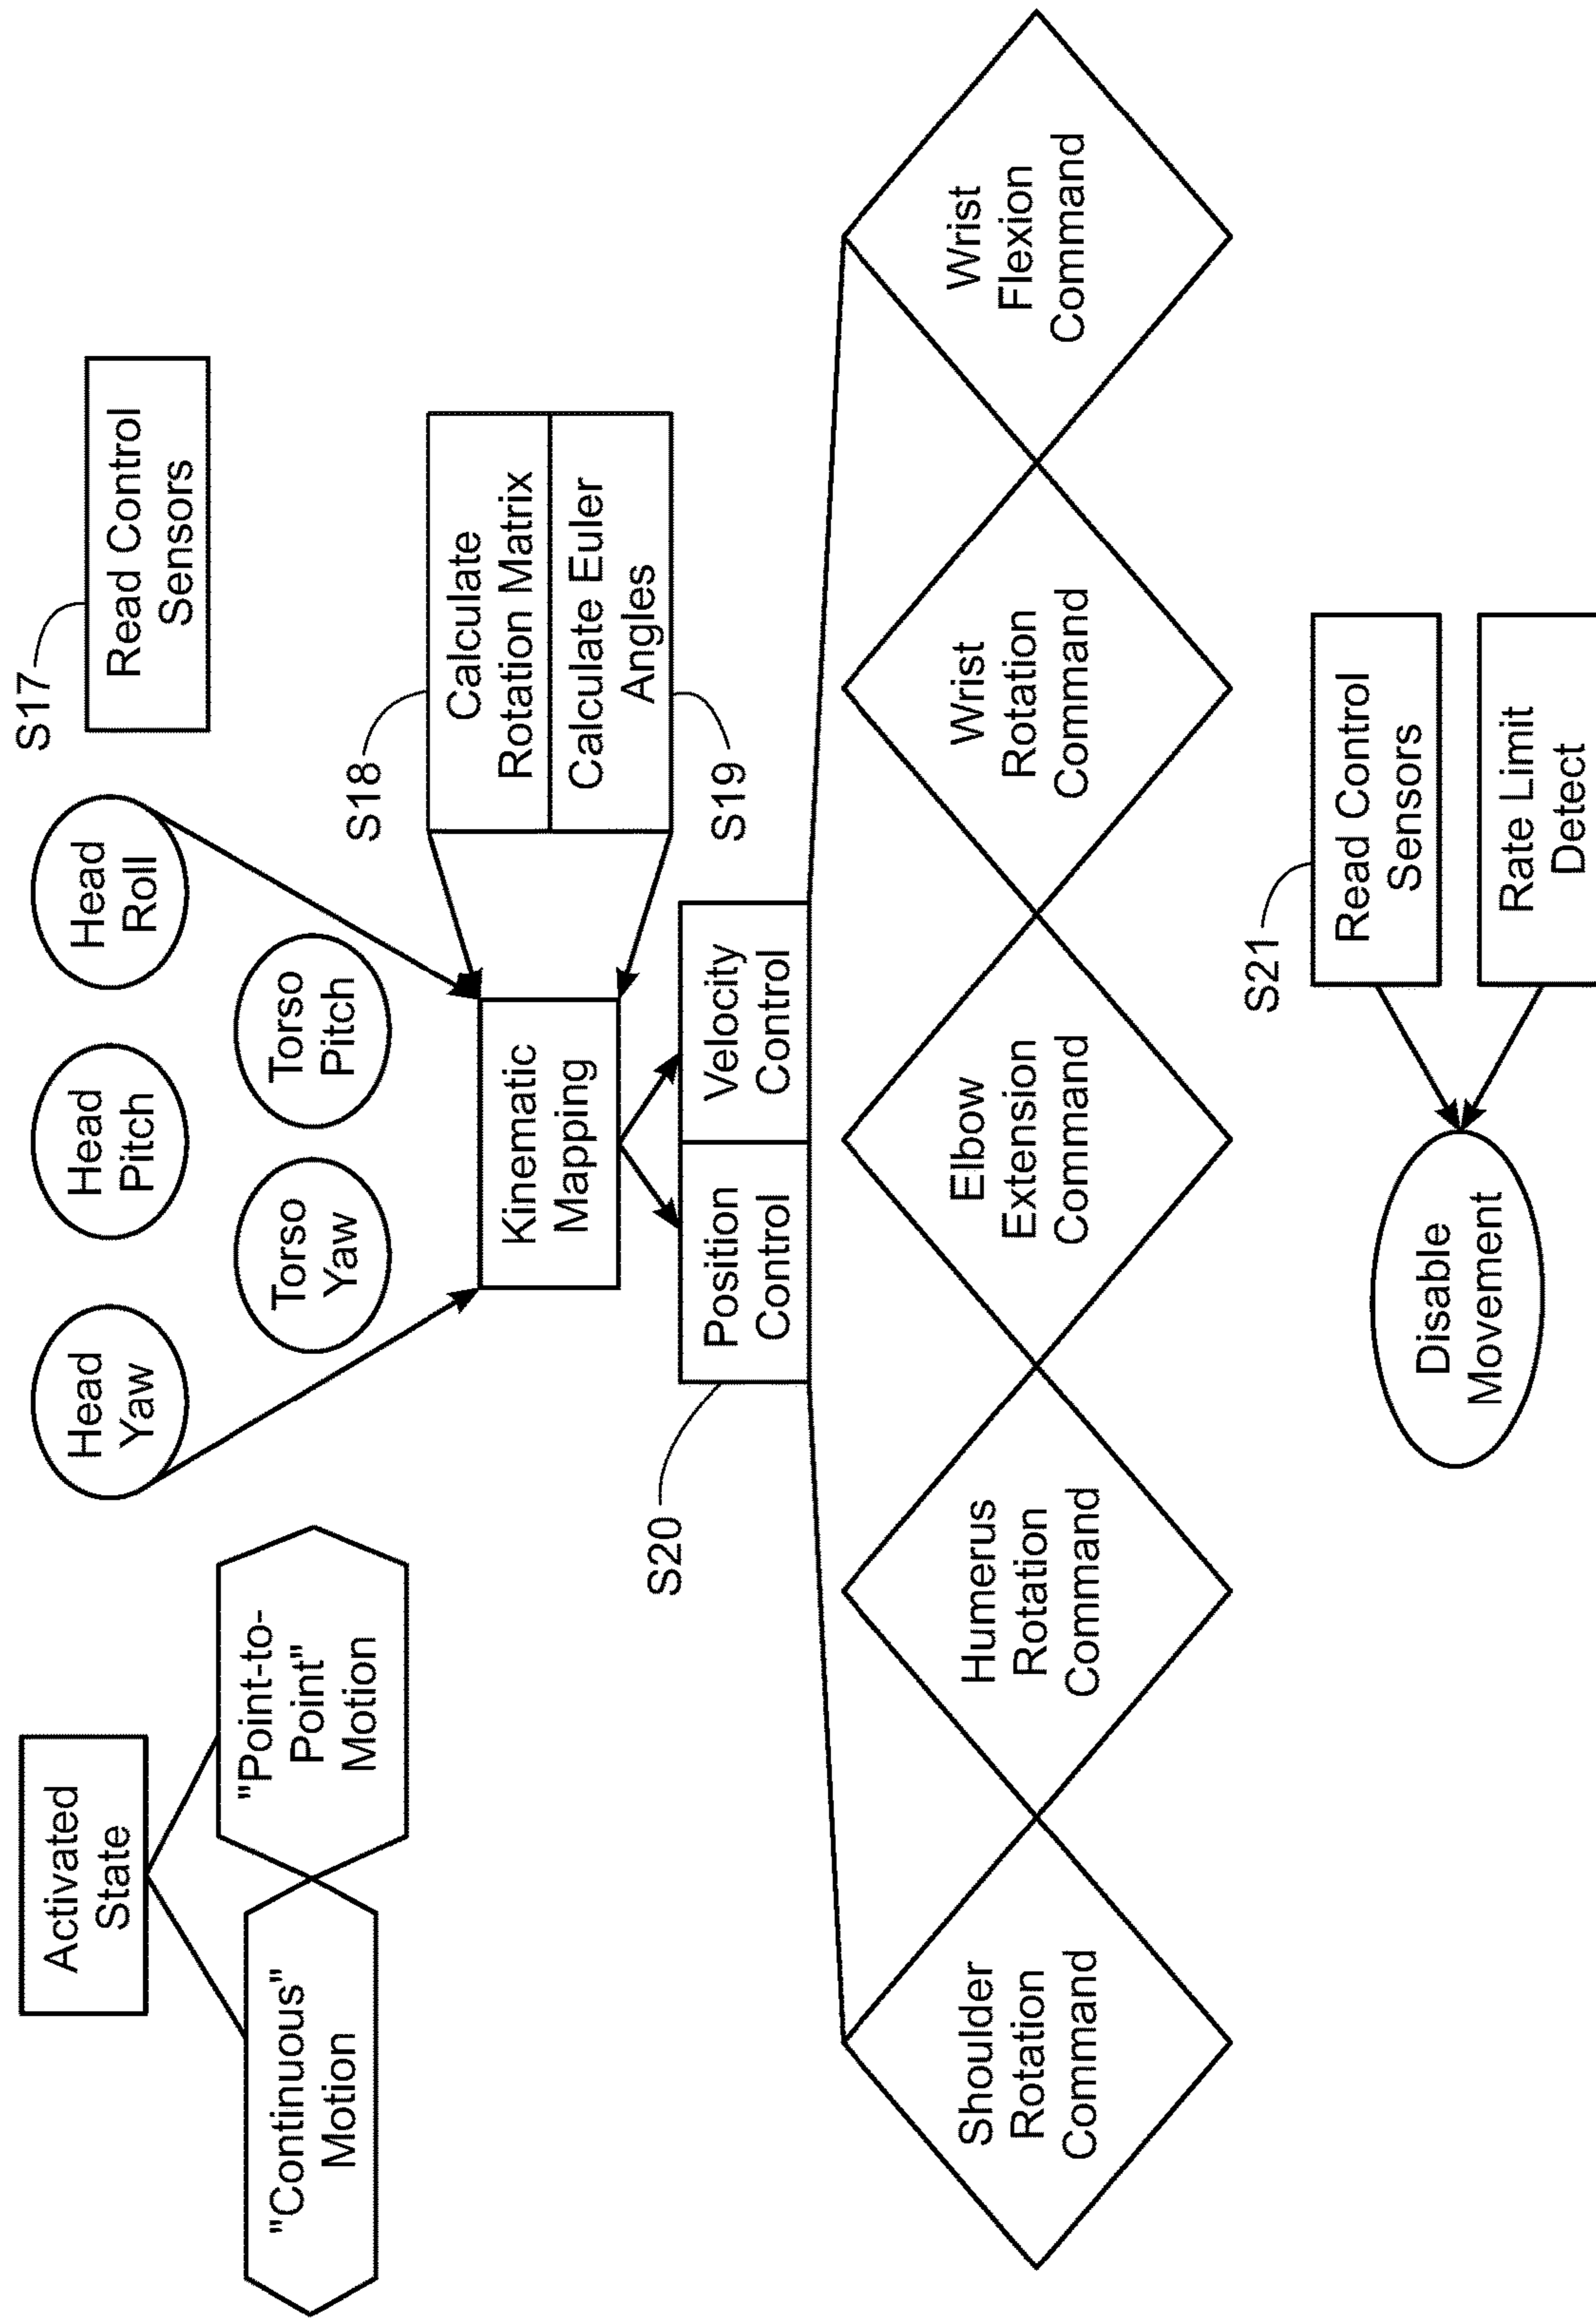 Activated
State
"Continuous"
Motion
"Point-to-
Point"
Motion
Head
Yaw
Head
Pitch
Head
Roll
Torso
Yaw
Torso
Pitch
S17
Read Control
Sensors
Kinematic
Mapping
S18
Calculate
Rotation Matrix
Calculate Euler
Angles
S19
S20
Position
Control
Velocity
Control
Shoulder
Rotation
Command
Humerus
Rotation
Command
Elbow
Extension
Command
Wrist
Rotation
Command
Wrist
Flexion
Command
Disable
Movement
S21
Read Control
Sensors
Rate Limit
Detect